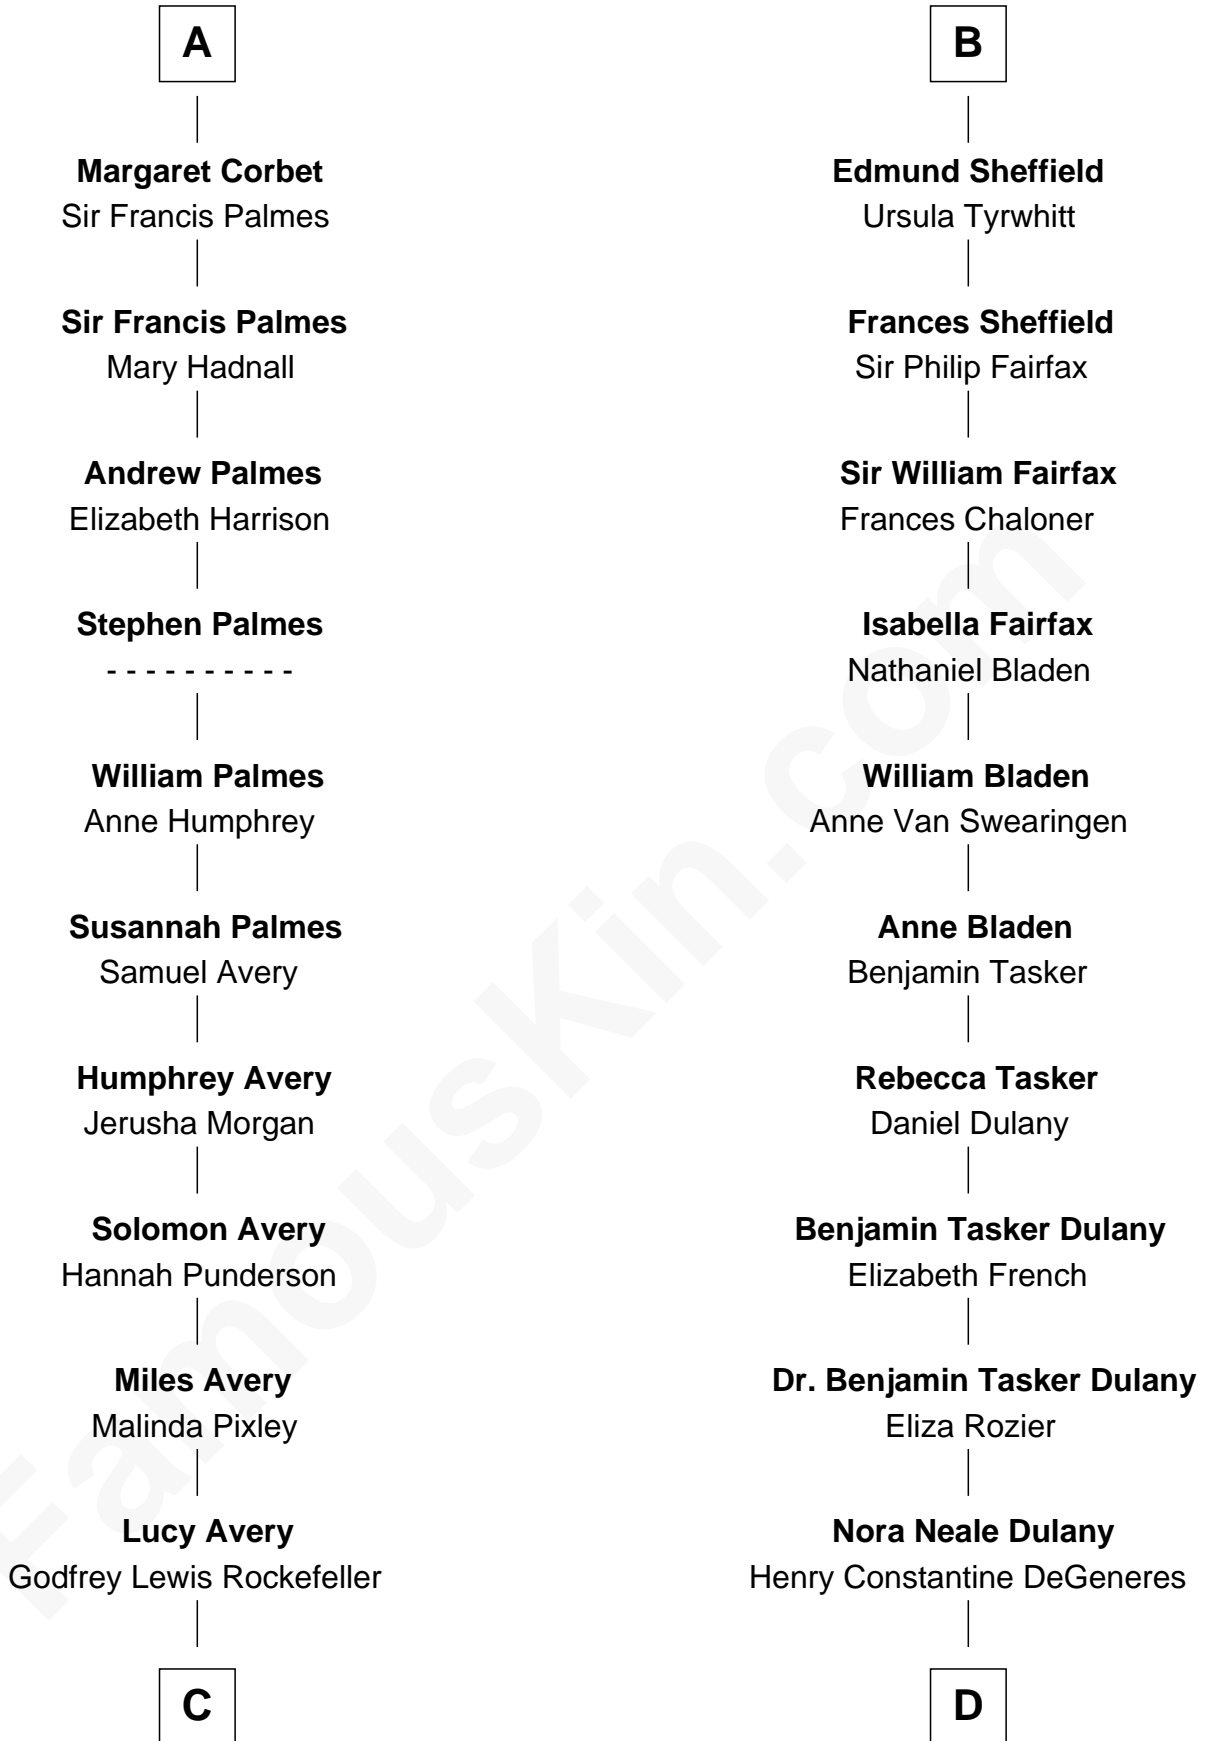 A
Margaret Corbet
Sir Francis Palmes
Sir Francis Palmes
Mary Hadnall
Andrew Palmes
Elizabeth Harrison
Stephen Palmes
- - - - - - - - - -
William Palmes
Anne Humphrey
Susannah Palmes
Samuel Avery
Humphrey Avery
Jerusha Morgan
Solomon Avery
Hannah Punderson
Miles Avery
Malinda Pixley
Lucy Avery
Godfrey Lewis Rockefeller
C
B
Edmund Sheffield
Ursula Tyrwhitt
Frances Sheffield
Sir Philip Fairfax
Sir William Fairfax
Frances Chaloner
Isabella Fairfax
Nathaniel Bladen
William Bladen
Anne Van Swearingen
Anne Bladen
Benjamin Tasker
Rebecca Tasker
Daniel Dulany
Benjamin Tasker Dulany
Elizabeth French
Dr. Benjamin Tasker Dulany
Eliza Rozier
Nora Neale Dulany
Henry Constantine DeGeneres
D
FamousKin.com